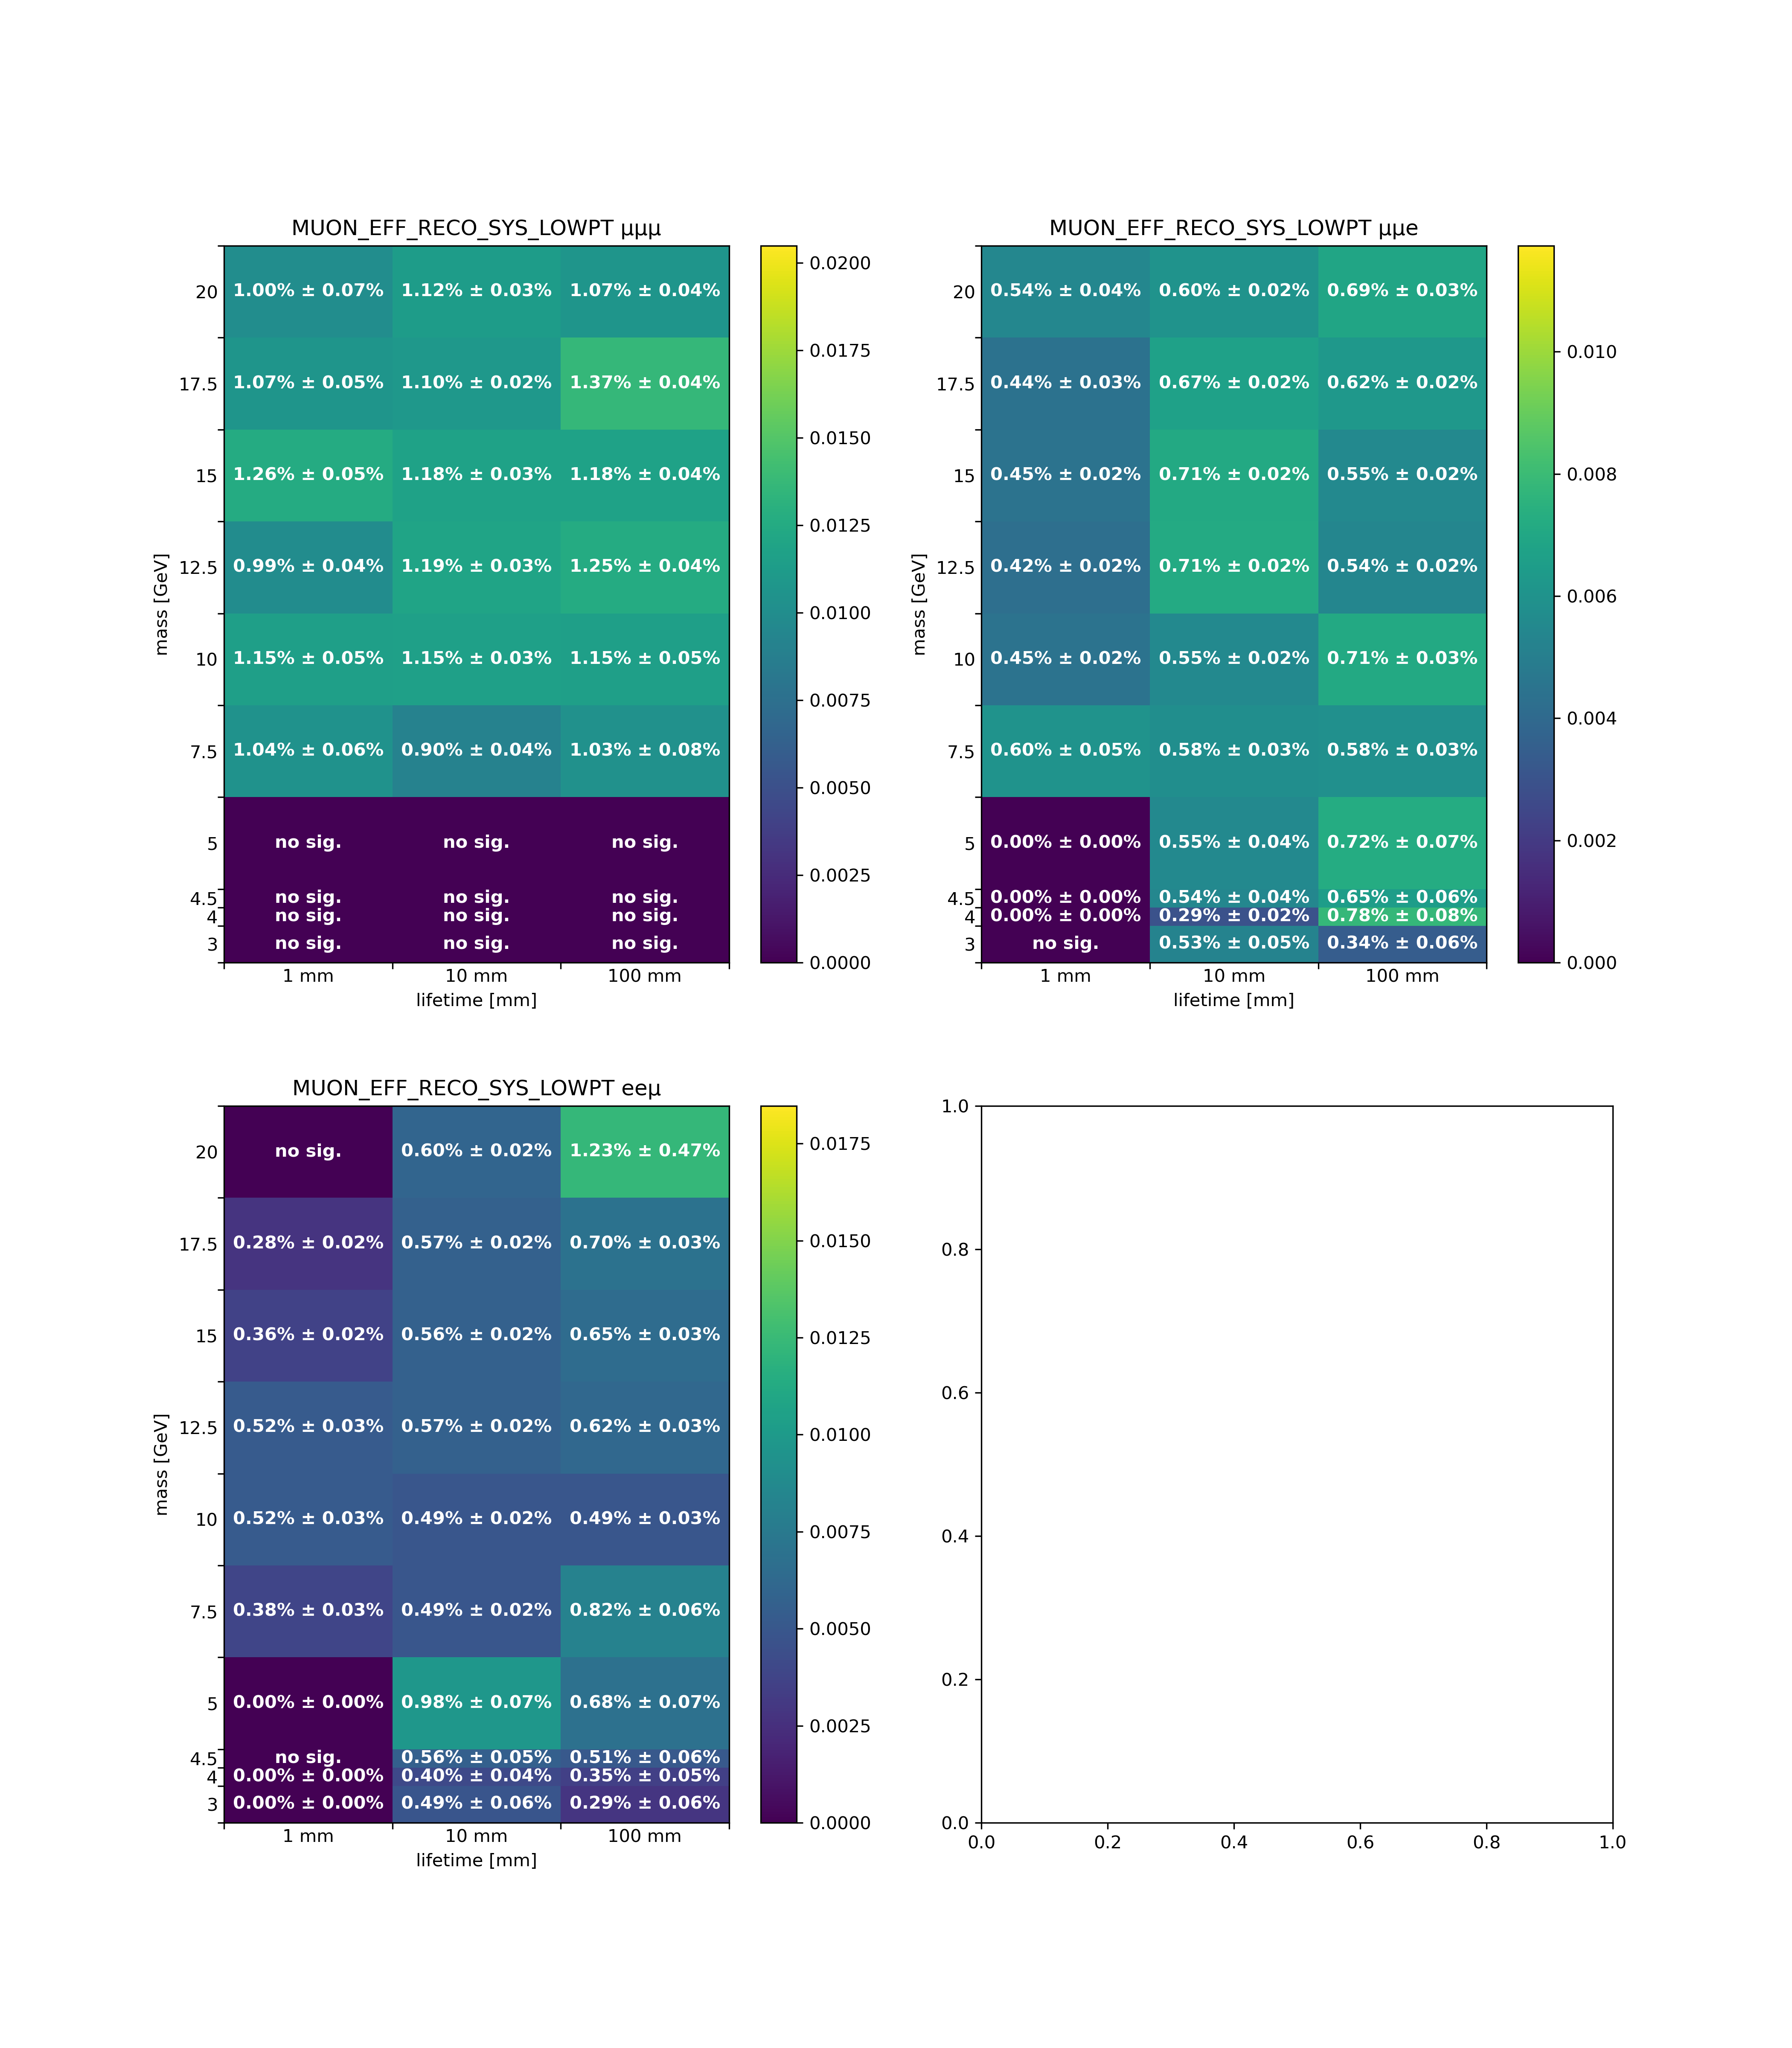 MUON_EFF_RECO_SYS_LOWPT μμμ
20 1.00% ± 0.07% 1.12% ± 0.03% 1.07% ± 0.04%
17.5 1.07% ± 0.05% 1.10% ± 0.02% 1.37% ± 0.04%
15 1.26% ± 0.05% 1.18% ± 0.03% 1.18% ± 0.04%
12.5 0.99% ± 0.04% 1.19% ± 0.03% 1.25% ± 0.04%
10 1.15% ± 0.05% 1.15% ± 0.03% 1.15% ± 0.05%
7.5 1.04% ± 0.06% 0.90% ± 0.04% 1.03% ± 0.08%
5 no sig. no sig. no sig.
4.5 no sig. no sig. no sig.
4 no sig. no sig. no sig.
3 no sig. no sig. no sig.
mass [GeV]
1 mm 10 mm 100 mm
lifetime [mm]
0.0200
0.0175
0.0150
0.0125
0.0100
0.0075
0.0050
0.0025
0.0000
MUON_EFF_RECO_SYS_LOWPT μμe
20 0.54% ± 0.04% 0.60% ± 0.02% 0.69% ± 0.03%
17.5 0.44% ± 0.03% 0.67% ± 0.02% 0.62% ± 0.02%
15 0.45% ± 0.02% 0.71% ± 0.02% 0.55% ± 0.02%
12.5 0.42% ± 0.02% 0.71% ± 0.02% 0.54% ± 0.02%
10 0.45% ± 0.02% 0.55% ± 0.02% 0.71% ± 0.03%
7.5 0.60% ± 0.05% 0.58% ± 0.03% 0.58% ± 0.03%
5 0.00% ± 0.00% 0.55% ± 0.04% 0.72% ± 0.07%
4.5 0.00% ± 0.00% 0.54% ± 0.04% 0.65% ± 0.06%
4 0.00% ± 0.00% 0.29% ± 0.02% 0.78% ± 0.08%
3 no sig. 0.53% ± 0.05% 0.34% ± 0.06%
mass [GeV]
1 mm 10 mm 100 mm
lifetime [mm]
0.010
0.008
0.006
0.004
0.002
0.000
MUON_EFF_RECO_SYS_LOWPT eeμ
20 no sig. 0.60% ± 0.02% 1.23% ± 0.47%
17.5 0.28% ± 0.02% 0.57% ± 0.02% 0.70% ± 0.03%
15 0.36% ± 0.02% 0.56% ± 0.02% 0.65% ± 0.03%
12.5 0.52% ± 0.03% 0.57% ± 0.02% 0.62% ± 0.03%
10 0.52% ± 0.03% 0.49% ± 0.02% 0.49% ± 0.03%
7.5 0.38% ± 0.03% 0.49% ± 0.02% 0.82% ± 0.06%
5 0.00% ± 0.00% 0.98% ± 0.07% 0.68% ± 0.07%
4.5 no sig. 0.56% ± 0.05% 0.51% ± 0.06%
4 0.00% ± 0.00% 0.40% ± 0.04% 0.35% ± 0.05%
3 0.00% ± 0.00% 0.49% ± 0.06% 0.29% ± 0.06%
mass [GeV]
1 mm 10 mm 100 mm
lifetime [mm]
0.0175
0.0150
0.0125
0.0100
0.0075
0.0050
0.0025
0.0000
1.0
0.8
0.6
0.4
0.2
0.0
0.0 0.2 0.4 0.6 0.8 1.0